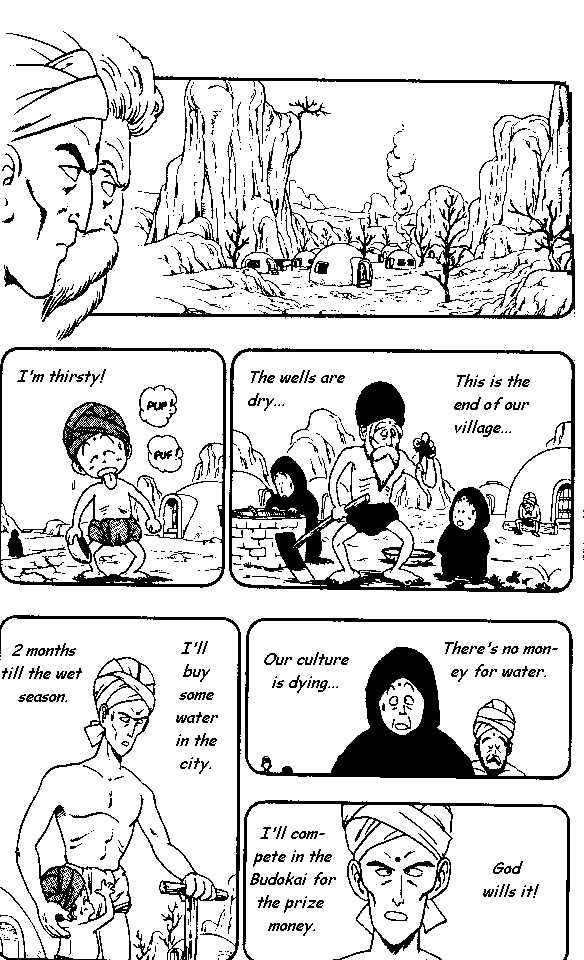 I'm thirsty!
PUF!
PUF!
The wells are
dry...
This is the
end of our
village...
2 months
till the wet
season.
I'll
buy
some
water
in the
city.
Our culture
is dying...
There's no mon-
ey for water.
I'll com-
pete in the
Budokai for
the prize
money.
God
wills it!